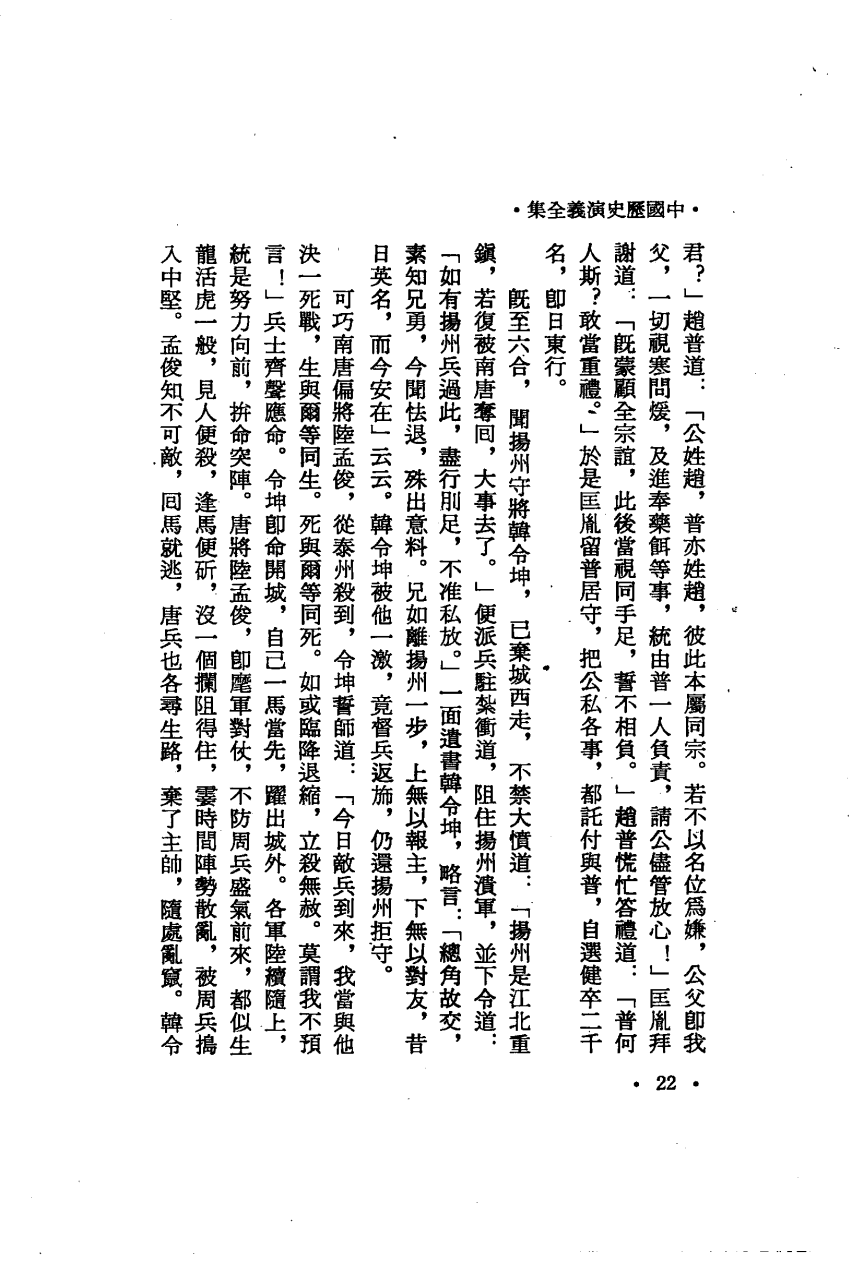 •中國歷史演義全集•
君？」趙普道：「公姓趙，普亦姓趙，彼此本屬同宗。若不以名位爲嫌，公父卽我
父，一切視寒問煖，及進奉藥餌等事，統由普一人負責，請公儘管放心！」匡胤拜
謝道：「旣蒙顧全宗誼，此後當視同手足，誓不相負。」趙普慌忙答禮道：「普何
人斯？敢當重禮。」於是匡胤留普居守，把公私各事，都託付與普，自選健卒二千
名，卽日東行。
旣至六合，聞揚州守將韓令坤，已棄城西走，不禁大憤道：「揚州是江北重
鎭，若復被南唐奪囘，大事去了。」便派兵駐紮衝道，阻住揚州潰軍，並下令道：
「如有揚州兵過此，盡行刖足，不准私放。」一面遺書韓令坤，略言：「總角故交，
素知兄勇，今聞怯退，殊出意料。兄如離揚州一步，上無以報主，下無以對友，昔
日英名，而今安在」云云。韓令坤被他一激，竟督兵返斾，仍還揚州拒守。
可巧南唐偏將陸孟俊，從泰州殺到，令坤誓師道：「今日敵兵到來，我當與他
決一死戰，生與爾等同生。死與爾等同死。如或臨降退縮，立殺無赦。莫謂我不預
言！」兵士齊聲應命。令坤卽命開城，自己一馬當先，躍出城外。各軍陸續隨上，
統是努力向前，拚命突陣。唐將陸孟俊，卽麾軍對仗，不防周兵盛氣前來，都似生
龍活虎一般，見人便殺，逢馬便斫，沒一個攔阻得住，霎時間陣勢散亂，被周兵搗
入中堅。孟俊知不可敵，囘馬就逃，唐兵也各尋生路，棄了主帥，隨處亂竄。韓令
• 22 •